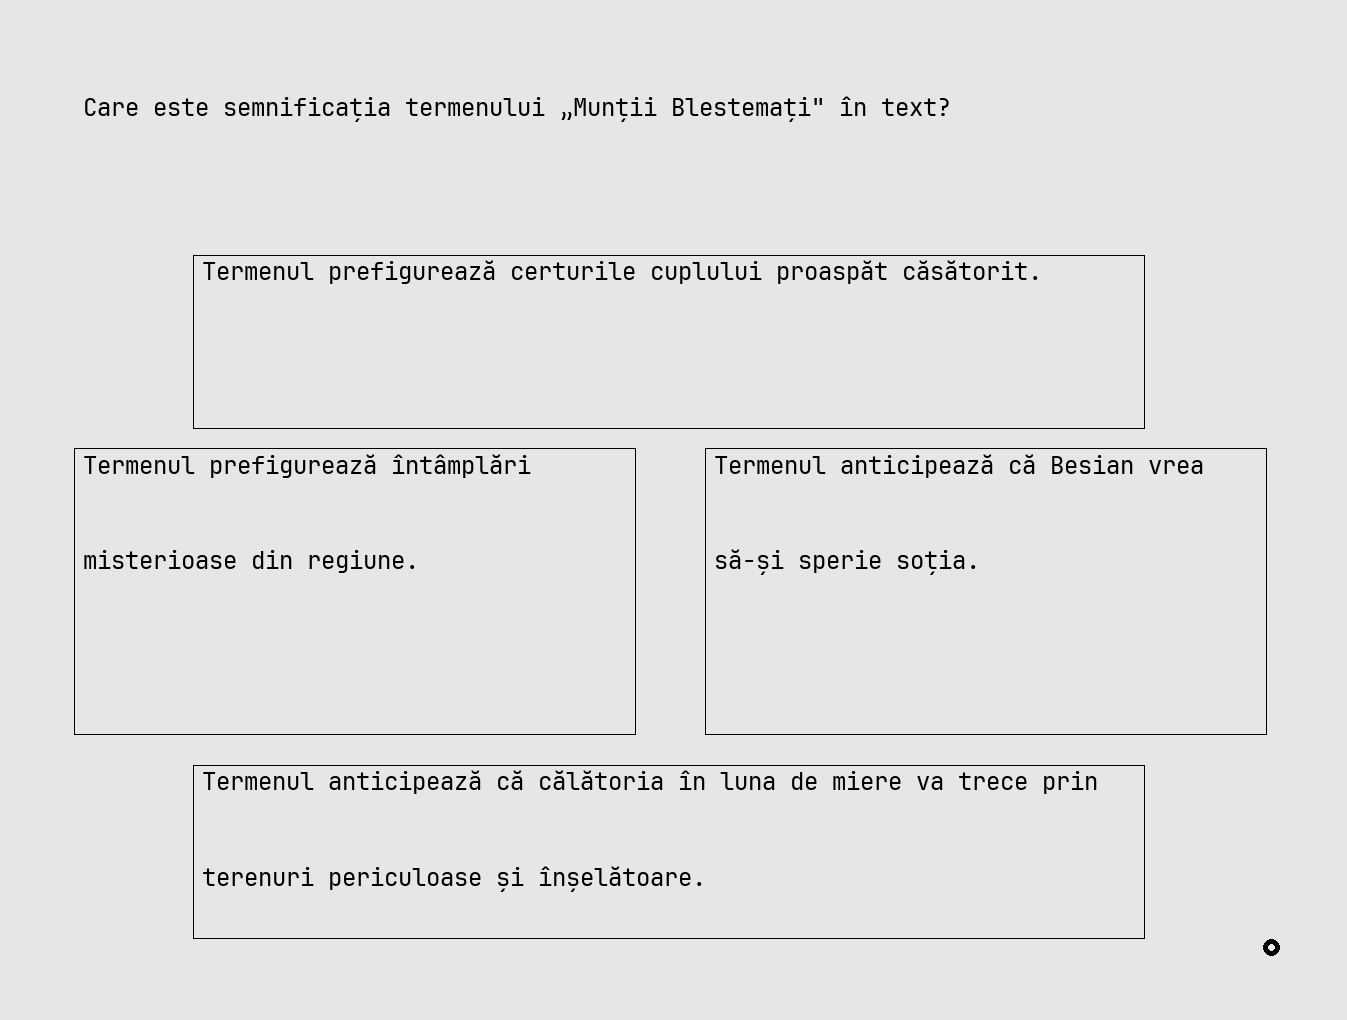 Care este semnificația termenului „Munții Blestemați" în text?
Termenul prefigurează certurile cuplului proaspăt căsătorit.
Termenul prefigurează întâmplări
misterioase din regiune.
Termenul anticipează că Besian vrea
să-și sperie soția.
Termenul anticipează că călătoria în luna de miere va trece prin
terenuri periculoase și înșelătoare.